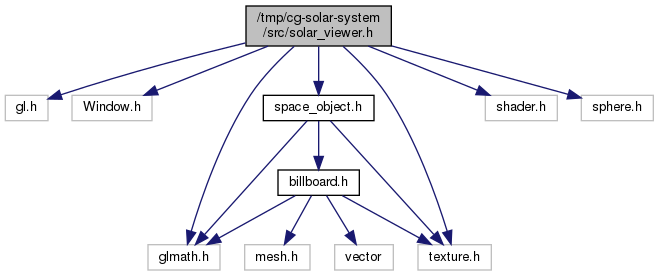 /tmp/cg-solar-system
/src/solar_viewer.h
gl.h
Window.h
space_object.h
shader.h
sphere.h
billboard.h
glmath.h
mesh.h
vector
texture.h